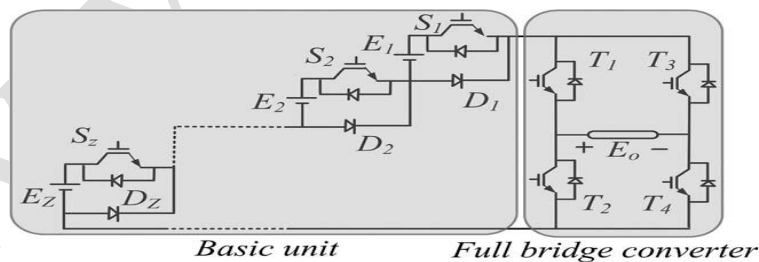 S1
E1
T1
T3
S2
D1
E2
D2
+ Eo −
Sz
EZ
DZ
T2
T4
Basic unit
Full bridge converter